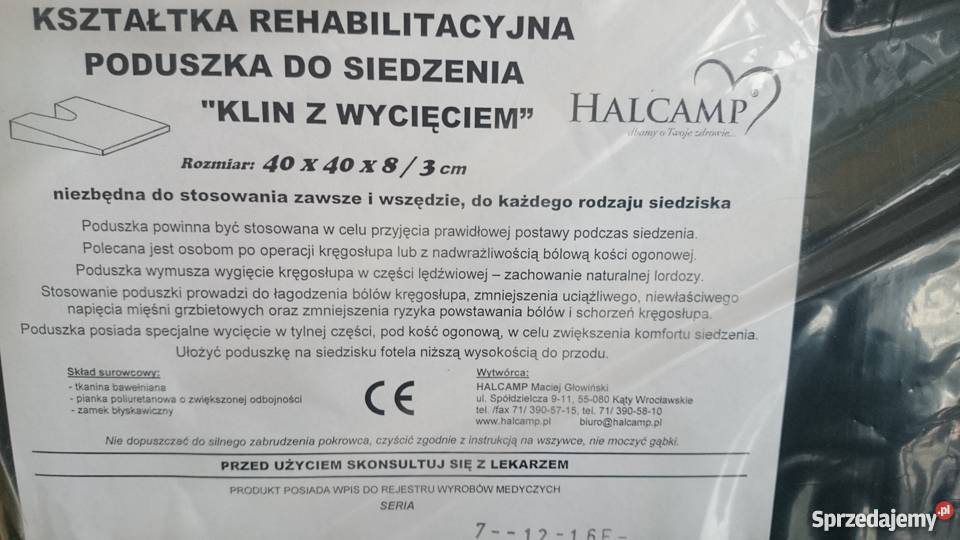 KSZTAŁTKA REHABILITACYJNA
PODUSZKA DO SIEDZENIA
"KLIN Z WYCIĘCIEM”
HALCAMP®
dbamy o Twoje zdrowie...
Rozmiar: 40 x 40 x 8 / 3 cm
niezbędna do stosowania zawsze i wszędzie, do każdego rodzaju siedziska
Poduszka powinna być stosowana w celu przyjęcia prawidłowej postawy podczas siedzenia.
Polecana jest osobom po operacji kręgosłupa lub z nadwrażliwością bólową kości ogonowej.
Poduszka wymusza wygięcie kręgosłupa w części lędźwiowej – zachowanie naturalnej lordozy.
Stosowanie poduszki prowadzi do łagodzenia bólów kręgosłupa, zmniejszenia uciążliwego, niewłaściwego
napięcia mięśni grzbietowych oraz zmniejszenia ryzyka powstawania bólów i schorzeń kręgosłupa.
Poduszka posiada specjalne wycięcie w tylnej części, pod kość ogonową, w celu zwiększenia komfortu siedzenia.
Ułożyć poduszkę na siedzisku fotela niższą wysokością do przodu.
Skład surowcowy:
- tkanina bawełniana
- pianka poliuretanowa o zwiększonej odbojności
- zamek błyskawiczny
CE
Wytwórca:
HALCAMP Maciej Głowiński
ul. Spółdzielcza 9-11, 55-080 Kąty Wrocławskie
tel. /fax 71/ 390-57-15, tel. 71/ 390-58-10
www.halcamp.pl biuro@halcamp.pl
Nie dopuszczać do silnego zabrudzenia pokrowca, czyścić zgodnie z instrukcją na wszywce, nie moczyć gąbki.
PRZED UŻYCIEM SKONSULTUJ SIĘ Z LEKARZEM
PRODUKT POSIADA WPIS DO REJESTRU WYROBÓW MEDYCZYCH
SERIA
7--12-16F-
Sprzedajemy.pl